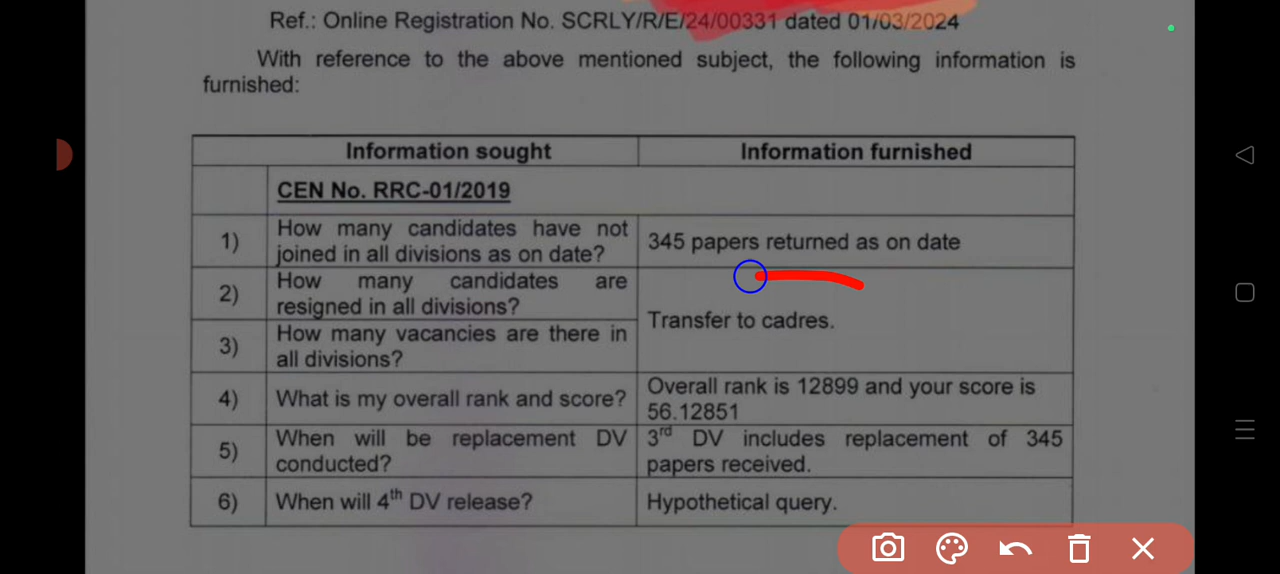 Ref.: Online Registration No. SCRLY/R/E/24/00331 dated 01/03/2024
With reference to the above mentioned subject, the following information is
furnished:
Information sought Information furnished
CEN No. RRC-01/2019
1) How many candidates have not
joined in all divisions as on date? 345 papers returned as on date
2) How many candidates are
resigned in all divisions?
3) How many vacancies are there in
all divisions? Transfer to cadres.
4) What is my overall rank and score? Overall rank is 12899 and your score is
56.12851
5) When will be replacement DV
conducted? 3rd DV includes replacement of 345
papers received.
6) When will 4th DV release? Hypothetical query.